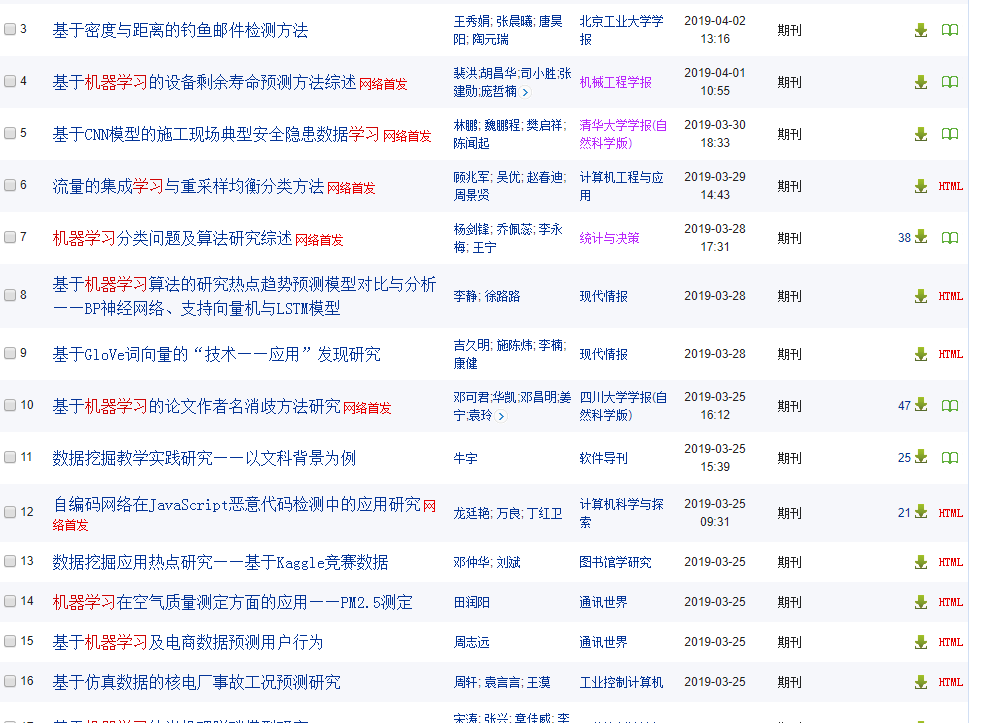 3 基于密度与距离的钓鱼邮件检测方法 王秀娟; 张晨曦; 唐昊阳; 陶元瑞 北京工业大学学报 2019-04-02 13:16 期刊
4 基于机器学习的设备剩余寿命预测方法综述 网络首发 裴洪;胡昌华;司小胜;张建勋;庞哲楠 机械工程学报 2019-04-01 10:55 期刊
5 基于CNN模型的施工现场典型安全隐患数据学习 网络首发 林鹏; 魏鹏程; 樊启祥; 陈闻起 清华大学学报(自然科学版) 2019-03-30 18:33 期刊
6 流量的集成学习与重采样均衡分类方法 网络首发 顾兆军; 吴优; 赵春迪; 周景贤 计算机工程与应用 2019-03-29 14:43 期刊 HTML
7 机器学习分类问题及算法研究综述 网络首发 杨剑锋; 乔佩蕊; 李永梅; 王宁 统计与决策 2019-03-28 17:31 期刊 38
8 基于机器学习算法的研究热点趋势预测模型对比与分析——BP神经网络、支持向量机与LSTM模型 李静; 徐路路 现代情报 2019-03-28 期刊 HTML
9 基于GloVe词向量的“技术——应用”发现研究 吉久明; 施陈炜; 李楠; 康健 现代情报 2019-03-28 期刊 HTML
10 基于机器学习的论文作者名消歧方法研究 网络首发 邓可君;华凯;邓昌明;姜宁;袁玲 四川大学学报(自然科学版) 2019-03-25 16:12 期刊 47
11 数据挖掘教学实践研究——以文科背景为例 牛宇 软件导刊 2019-03-25 15:39 期刊 25
12 自编码网络在JavaScript恶意代码检测中的应用研究 网络首发 龙廷艳; 万良; 丁红卫 计算机科学与探索 2019-03-25 09:31 期刊 21 HTML
13 数据挖掘应用热点研究——基于Kaggle竞赛数据 邓仲华; 刘斌 图书馆学研究 2019-03-25 期刊 HTML
14 机器学习在空气质量测定方面的应用——PM2.5测定 田润阳 通讯世界 2019-03-25 期刊 HTML
15 基于机器学习及电商数据预测用户行为 周志远 通讯世界 2019-03-25 期刊 HTML
16 基于仿真数据的核电厂事故工况预测研究 周轩; 袁言言; 王漠 工业控制计算机 2019-03-25 期刊 HTML
宋涛; 张兴; 章佳威; 李